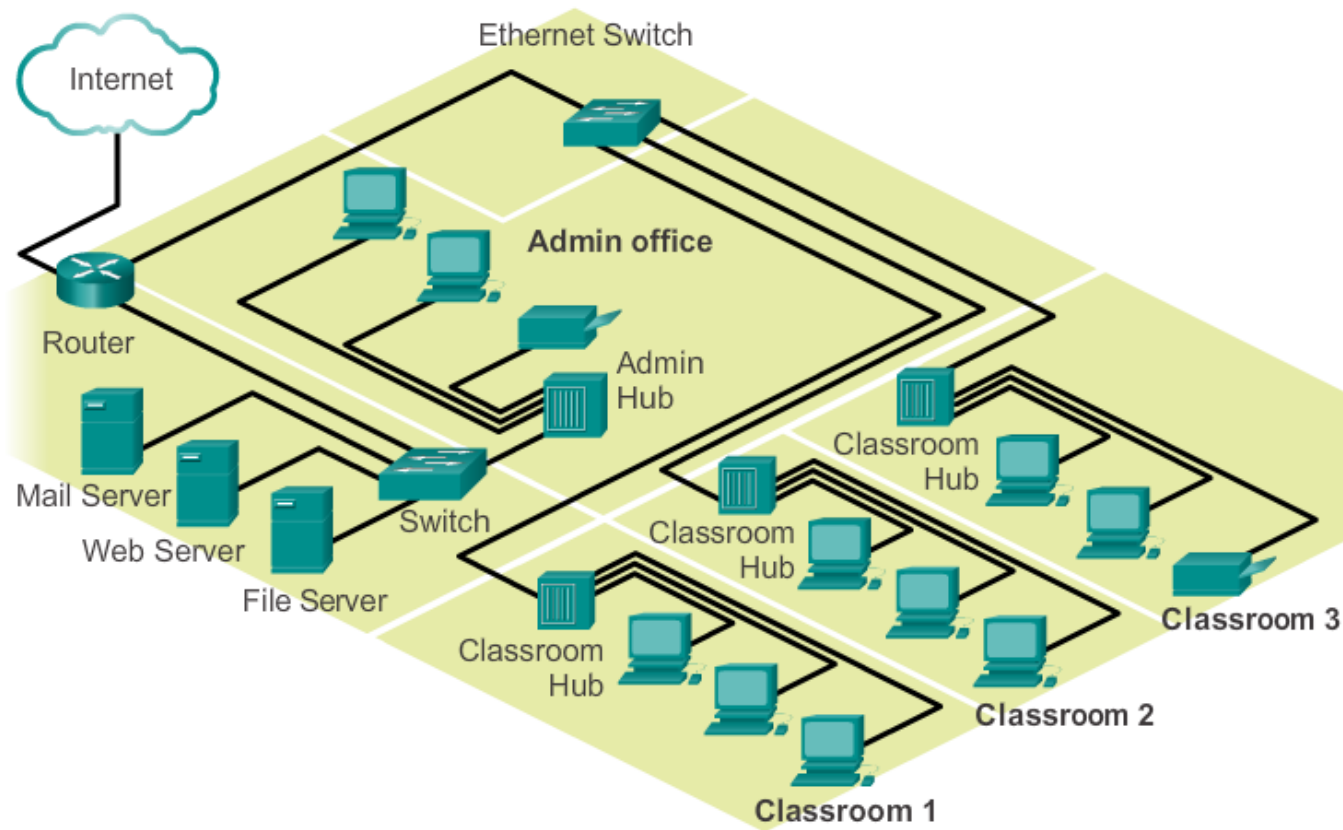 Ethernet Switch
Internet
Admin office
Router
Admin
Hub
Mail Server
Web Server
File Server
Switch
Classroom
Hub
Classroom 3
Classroom
Hub
Classroom 2
Classroom
Hub
Classroom 1